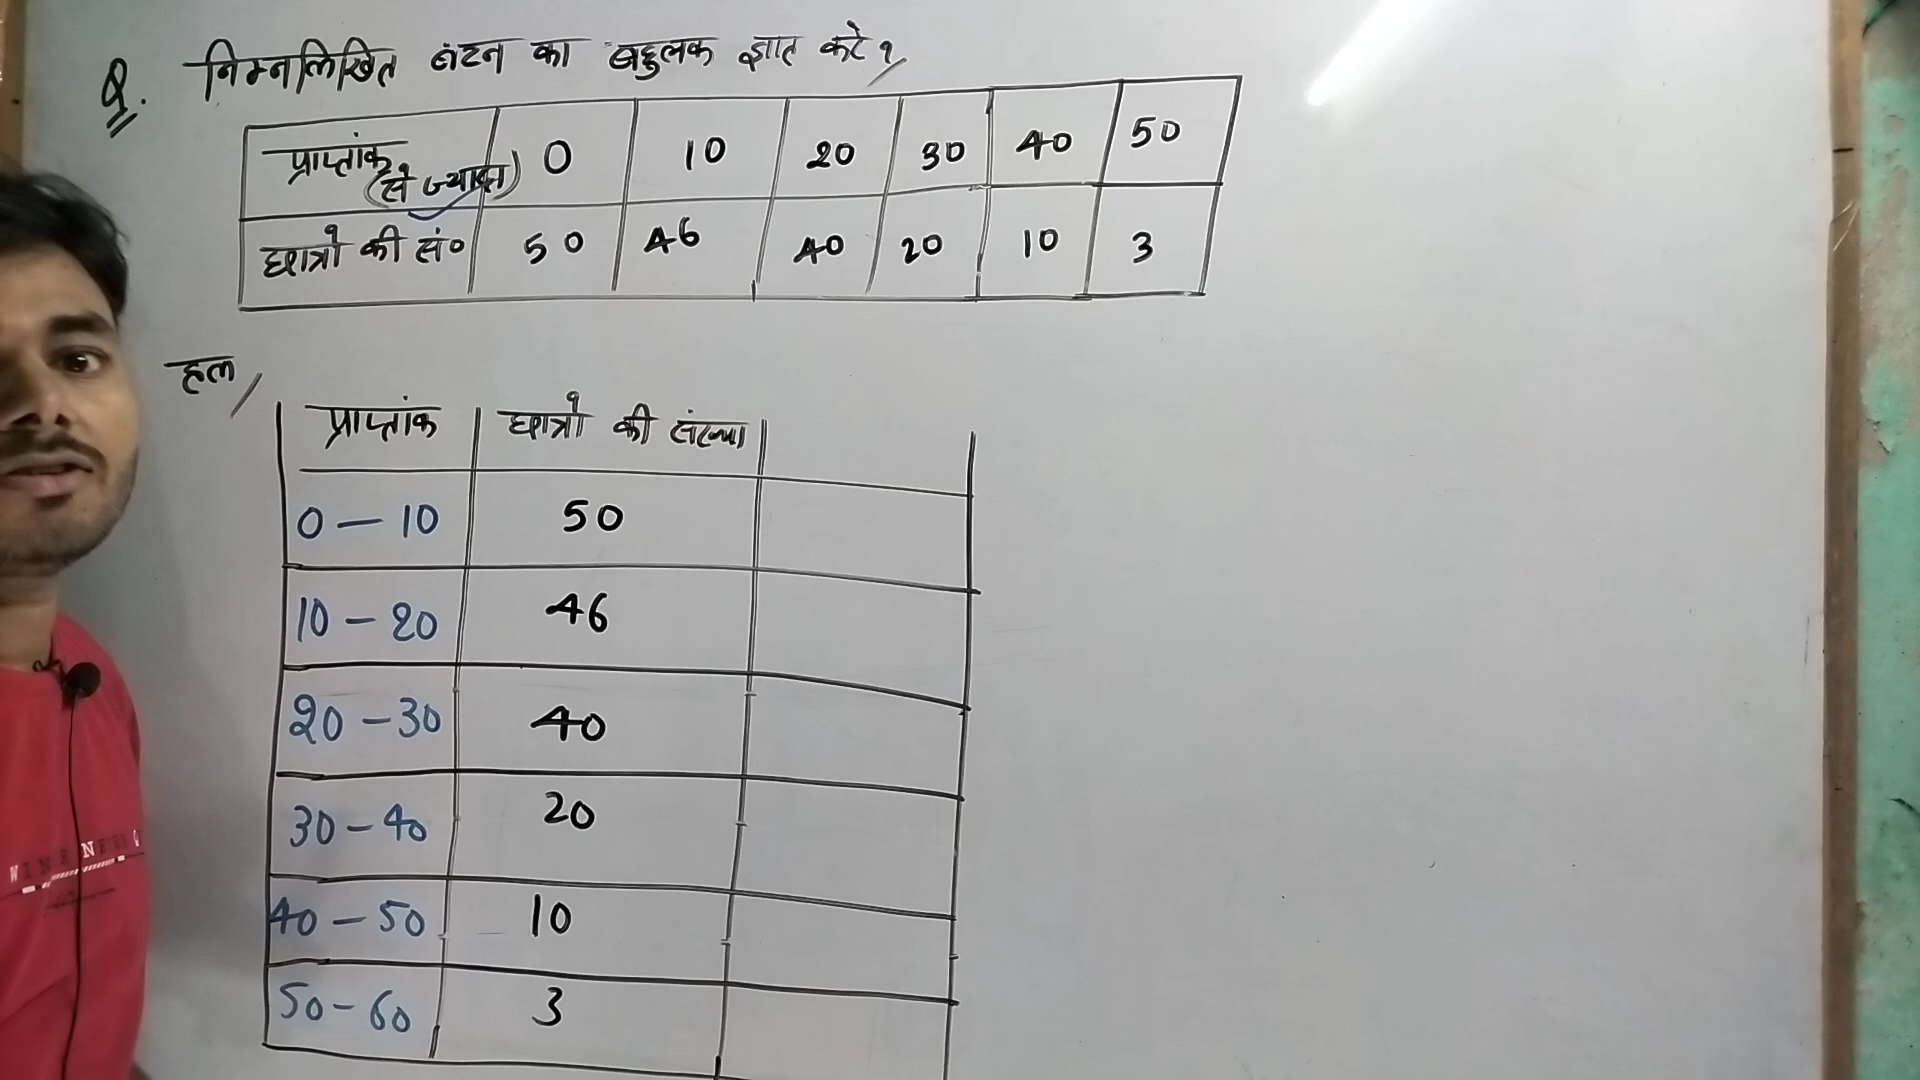 Q. निम्नलिखित बंटन का बहुलक ज्ञात करे ?
प्राप्तांक (से ज्यादा) 0 10 20 30 40 50
छात्रो की सं० 50 46 40 20 10 3
हल
प्राप्तांक छात्रो की संख्या
0 – 10 50
10 – 20 46
20 – 30 40
30 – 40 20
40 – 50 10
50 – 60 3